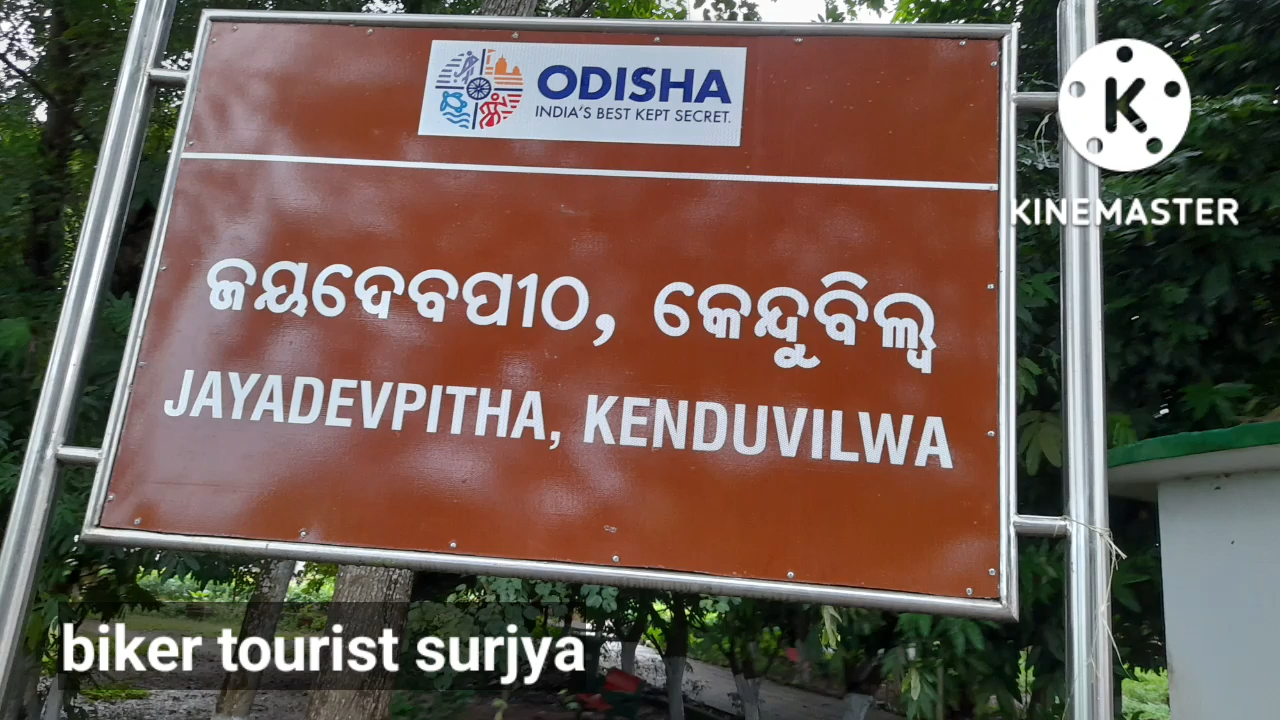 ODISHA
INDIA'S BEST KEPT SECRET.
K
KINEMASTER
ଜୟଦେବପୀଠ, କେନ୍ଦୁବିଲ୍ୱ
JAYADEVPITHA, KENDUVILWA
biker tourist surjya